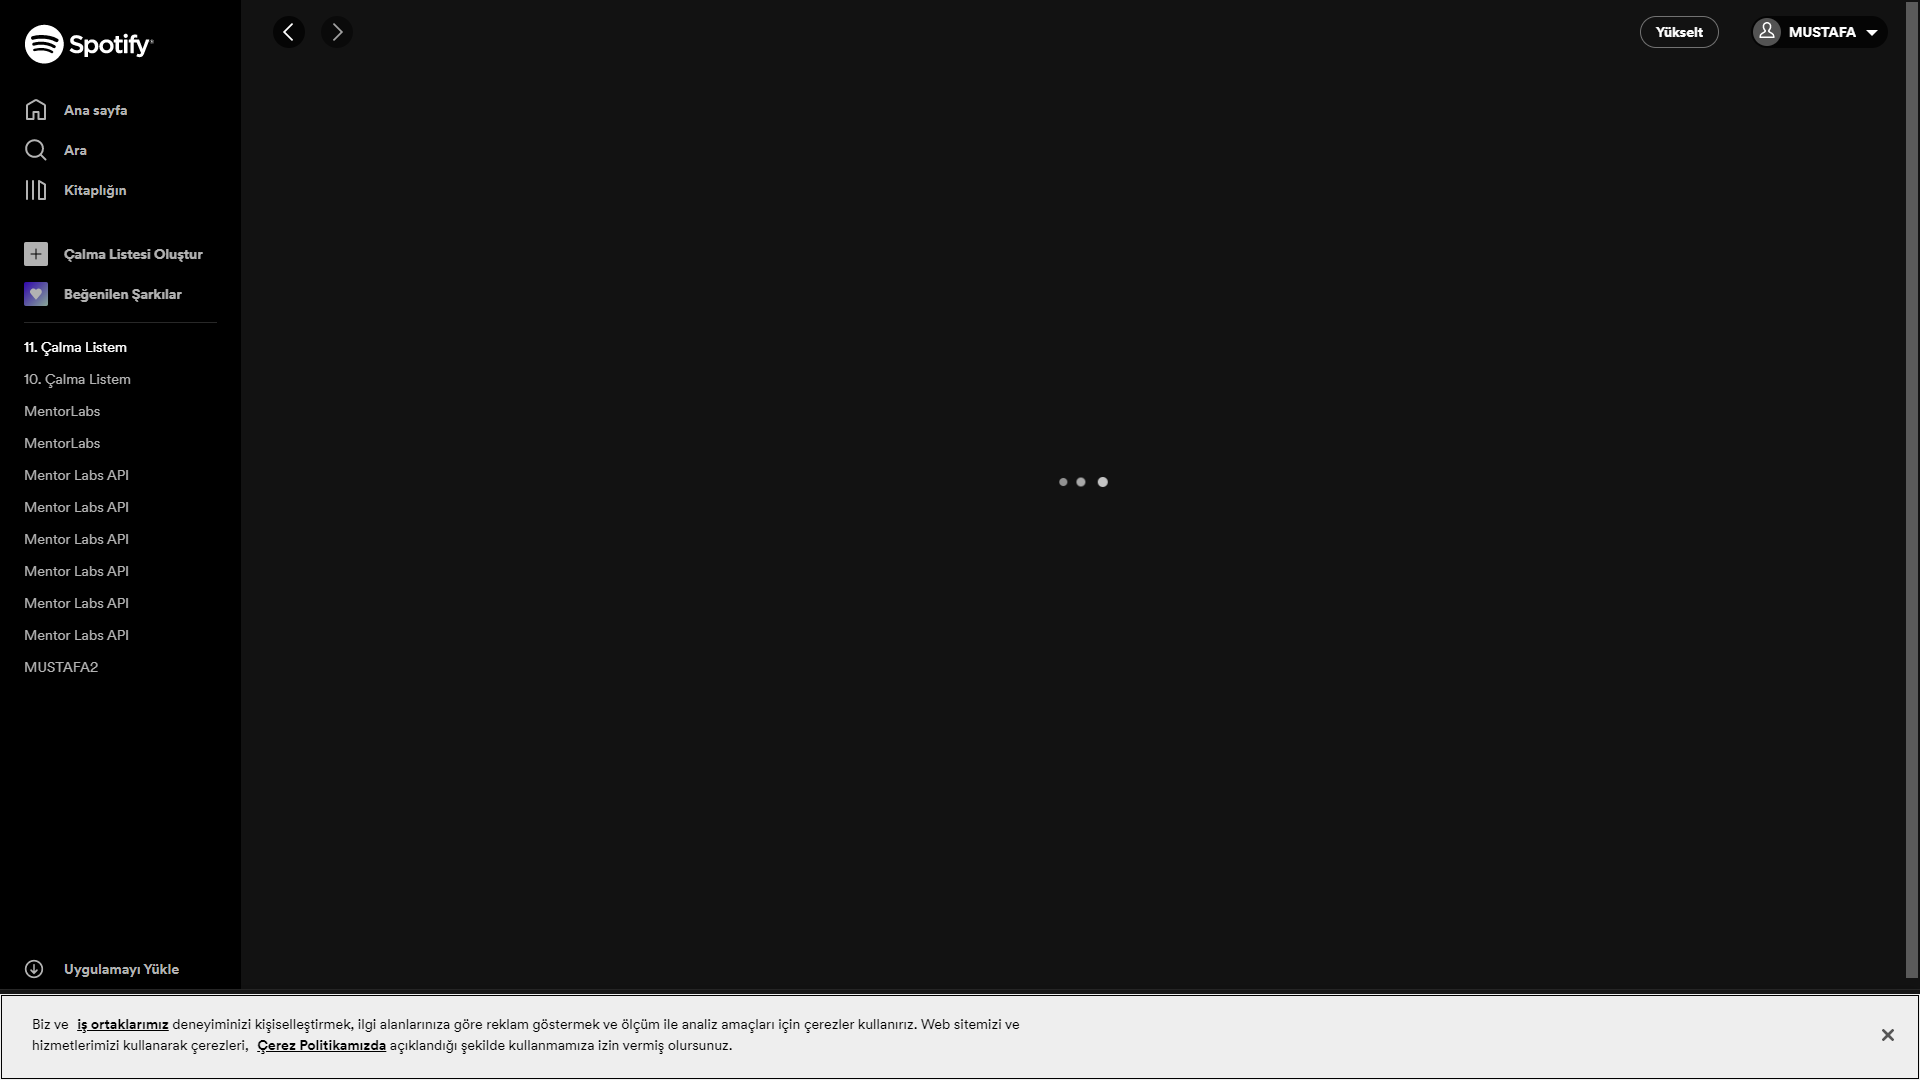 Spotify
Yükselt
MUSTAFA
Ana sayfa
Ara
Kitaplığın
Çalma Listesi Oluştur
Beğenilen Şarkılar
11. Çalma Listem
10. Çalma Listem
MentorLabs
MentorLabs
Mentor Labs API
Mentor Labs API
Mentor Labs API
Mentor Labs API
Mentor Labs API
Mentor Labs API
MUSTAFA2
Uygulamayı Yükle
Biz ve iş ortaklarımız deneyiminizi kişiselleştirmek, ilgi alanlarınıza göre reklam göstermek ve ölçüm ile analiz amaçları için çerezler kullanırız. Web sitemizi ve
hizmetlerimizi kullanarak çerezleri, Çerez Politikamızda açıklandığı şekilde kullanmamıza izin vermiş olursunuz.